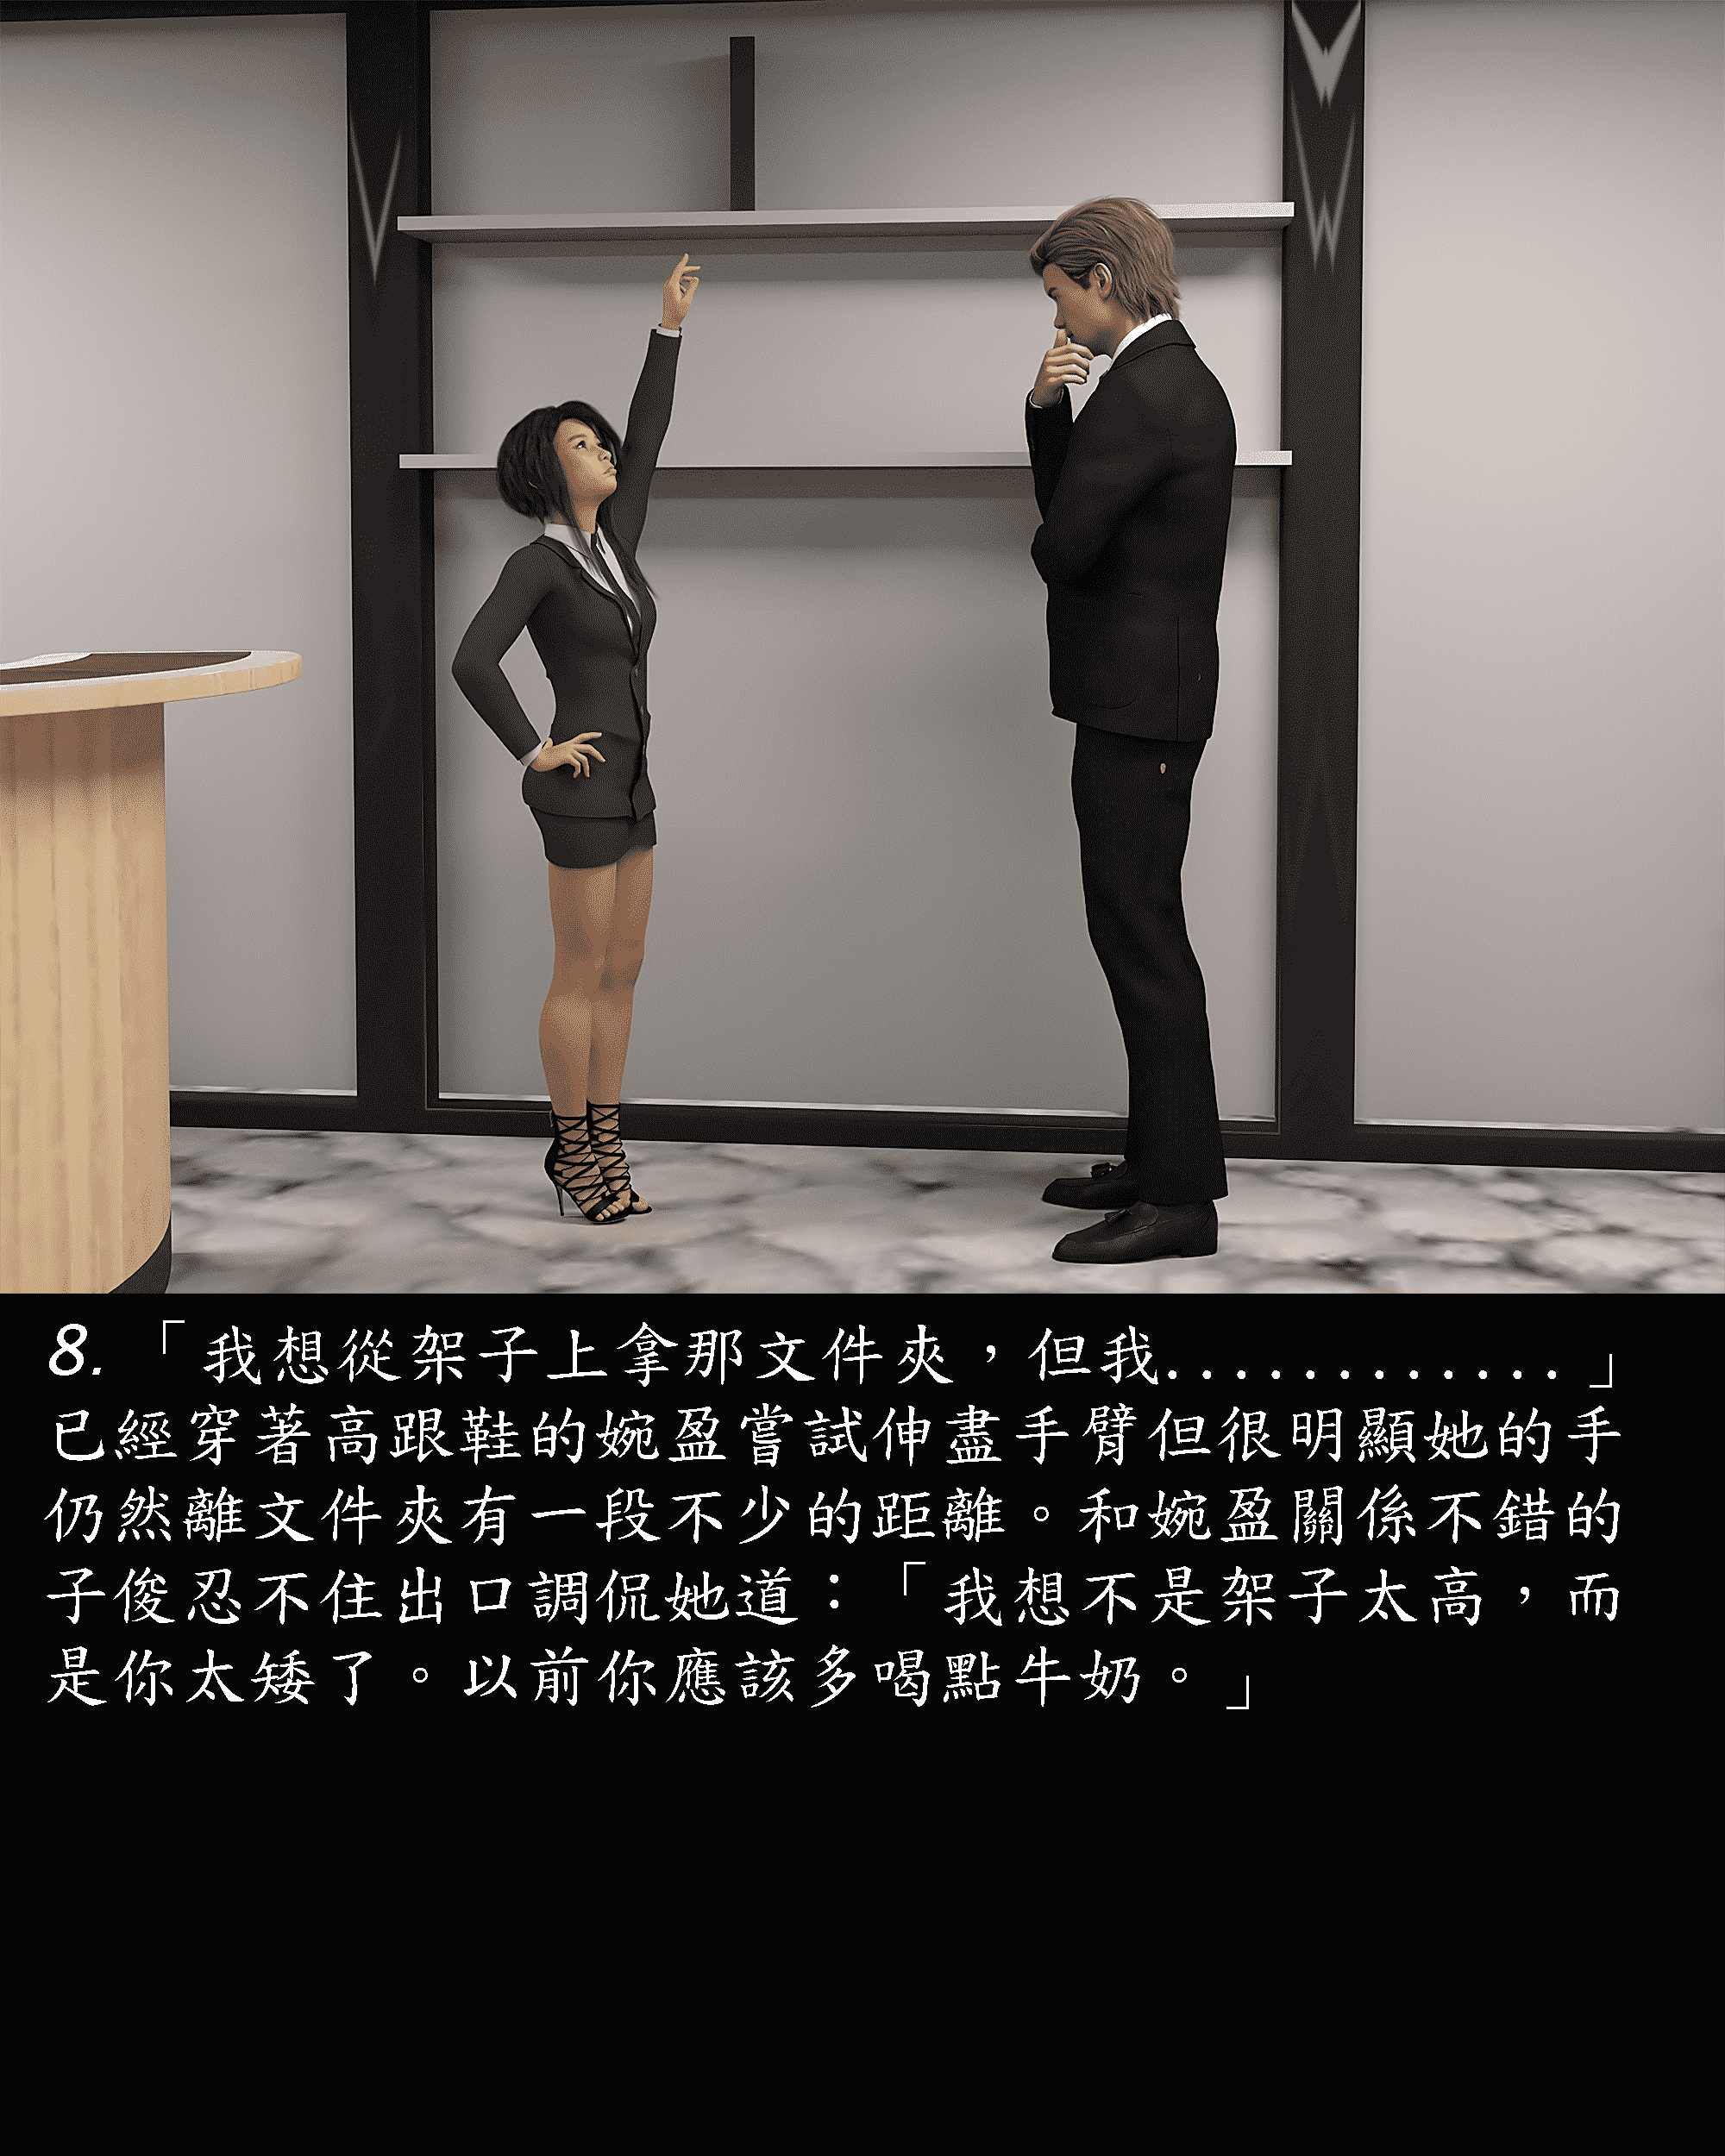 8.「我想從架子上拿那文件夾，但我............」
已經穿著高跟鞋的婉盈嘗試伸盡手臂但很明顯她的手
仍然離文件夾有一段不少的距離。和婉盈關係不錯的
子俊忍不住出口調侃她道：「我想不是架子太高，而
是你太矮了。以前你應該多喝點牛奶。」